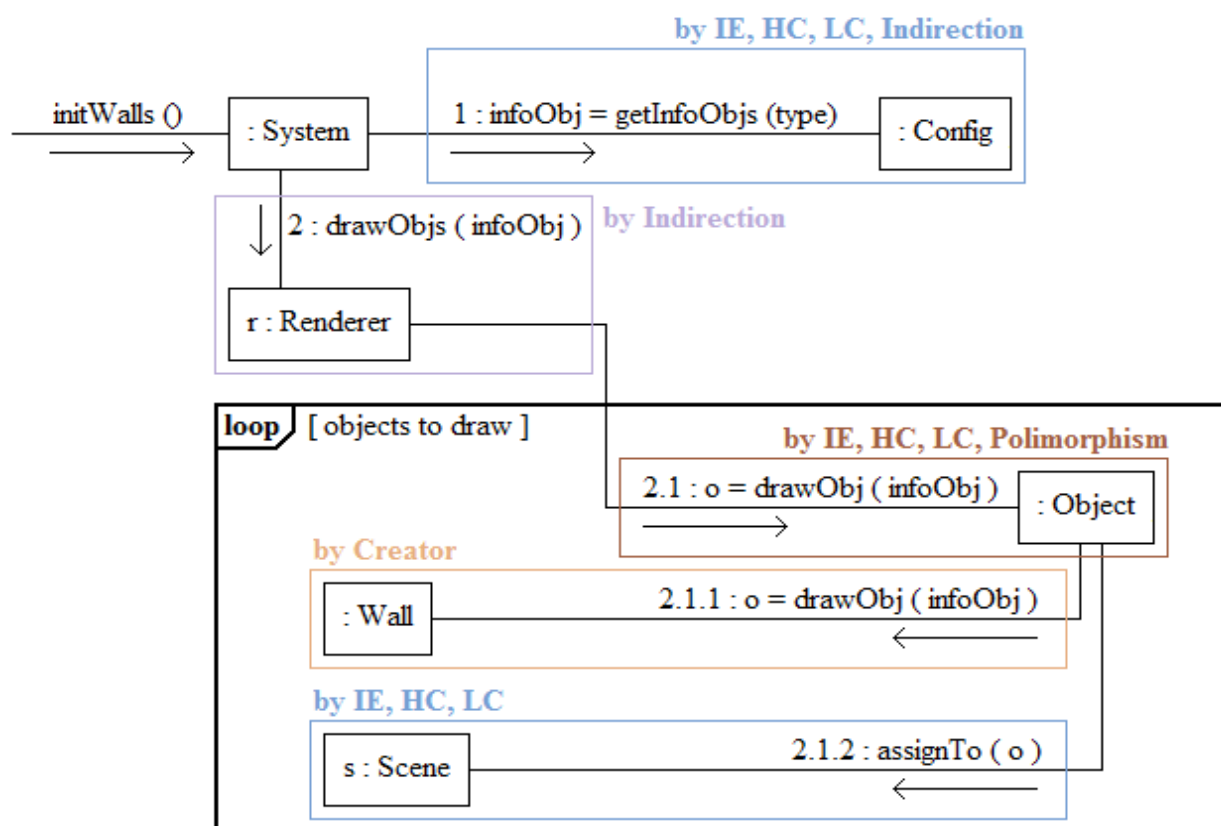 by IE, HC, LC, Indirection
initWalls ()
: System
1 : infoObj = getInfoObjs (type)
: Config
2 : drawObjs ( infoObj )
by Indirection
r : Renderer
loop
[ objects to draw ]
by IE, HC, LC, Polimorphism
2.1 : o = drawObj ( infoObj )
: Object
by Creator
: Wall
2.1.1 : o = drawObj ( infoObj )
by IE, HC, LC
s : Scene
2.1.2 : assignTo ( o )